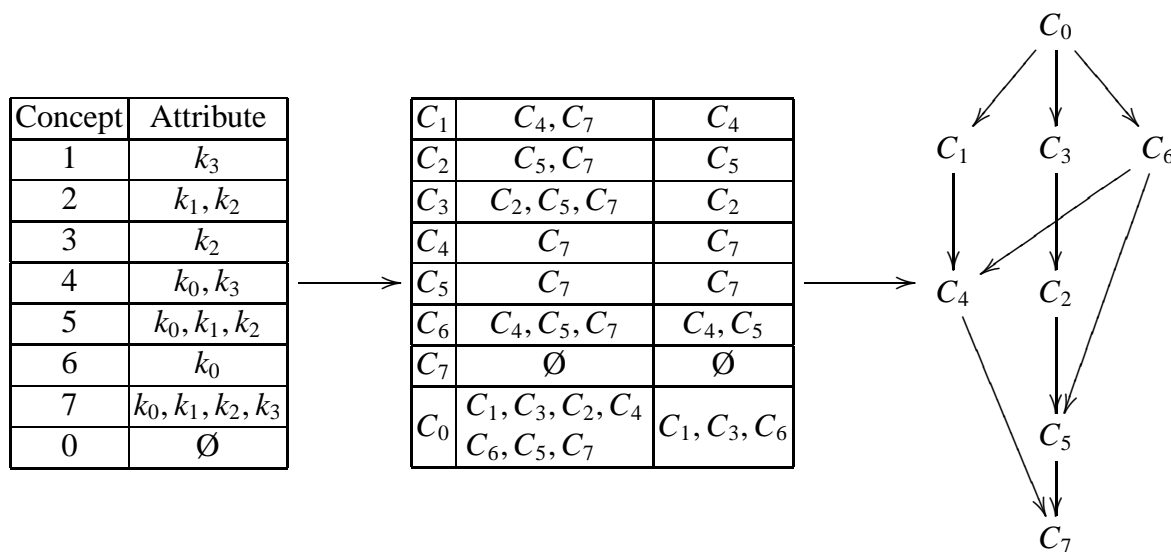 Concept Attribute
1 k₃
2 k₁, k₂
3 k₂
4 k₀, k₃
5 k₀, k₁, k₂
6 k₀
7 k₀, k₁, k₂, k₃
0 Ø
C₁ C₄, C₇ C₄
C₂ C₅, C₇ C₅
C₃ C₂, C₅, C₇ C₂
C₄ C₇ C₇
C₅ C₇ C₇
C₆ C₄, C₅, C₇ C₄, C₅
C₇ Ø Ø
C₀ C₁, C₃, C₂, C₄
C₆, C₅, C₇ C₁, C₃, C₆
C₀
C₁ C₃ C₆
C₄ C₂
C₅
C₇